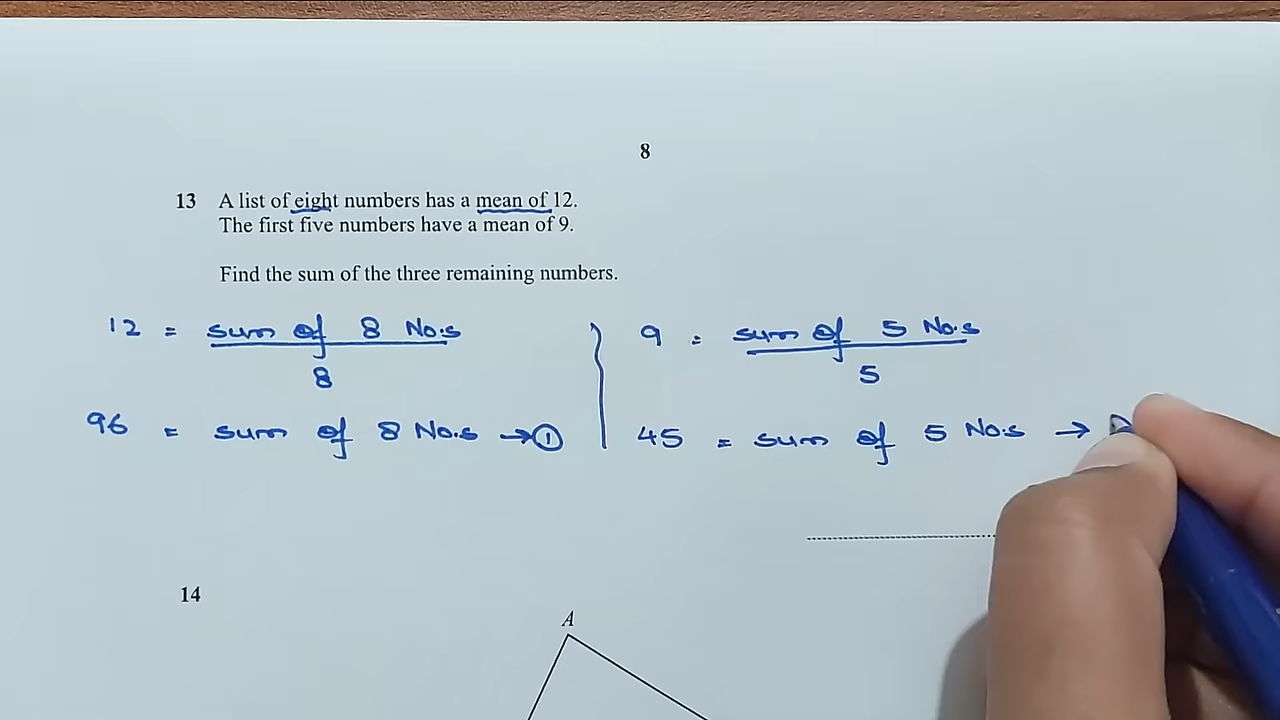 8
13 A list of eight numbers has a mean of 12.
The first five numbers have a mean of 9.
Find the sum of the three remaining numbers.
12 = sum of 8 No.s
8
96 = sum of 8 No.s → ①
9 = sum of 5 No.s
5
45 = sum of 5 No.s →
14
A